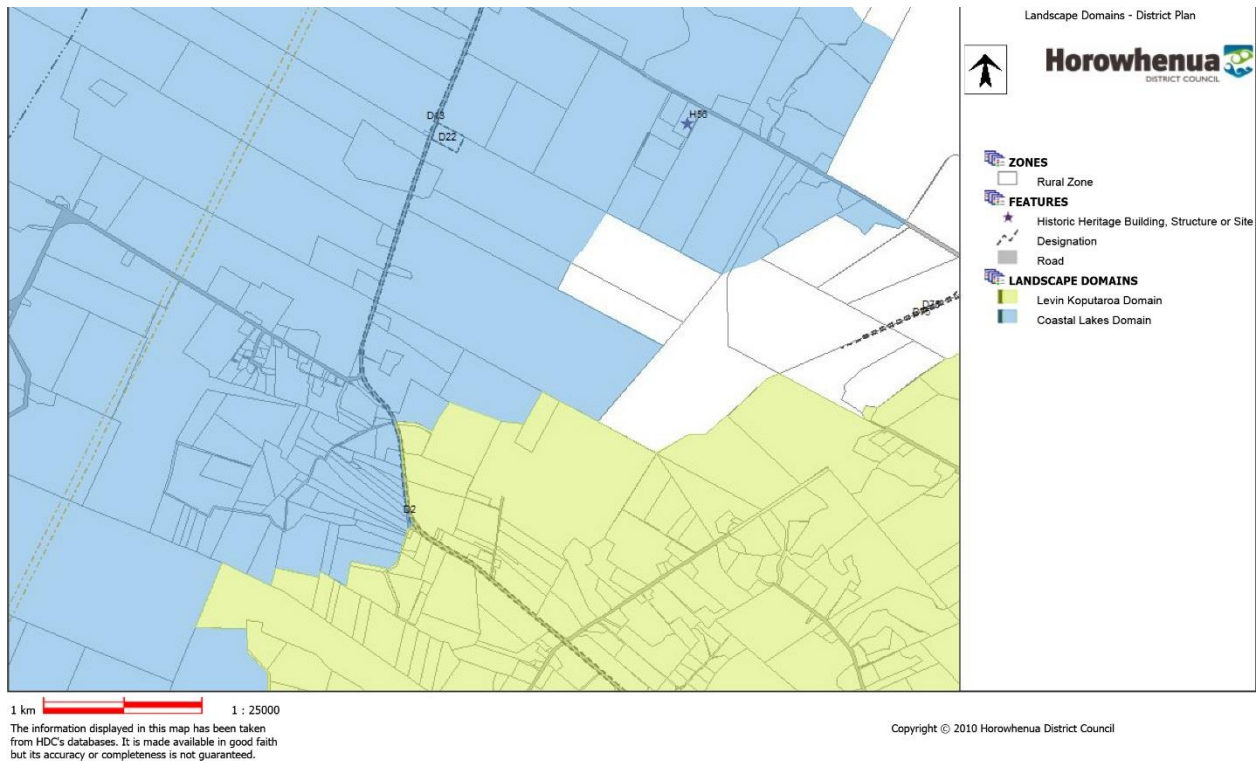 Landscape Domains - District Plan
Horowhenua
DISTRICT COUNCIL
ZONES
Rural Zone
FEATURES
Historic Heritage Building, Structure or Site
Designation
Road
LANDSCAPE DOMAINS
Levin Koputaroa Domain
Coastal Lakes Domain
H56
D43
D22
D2
1 km
1 : 25000
The information displayed in this map has been taken
from HDC's databases. It is made available in good faith
but its accuracy or completeness is not guaranteed.
Copyright © 2010 Horowhenua District Council